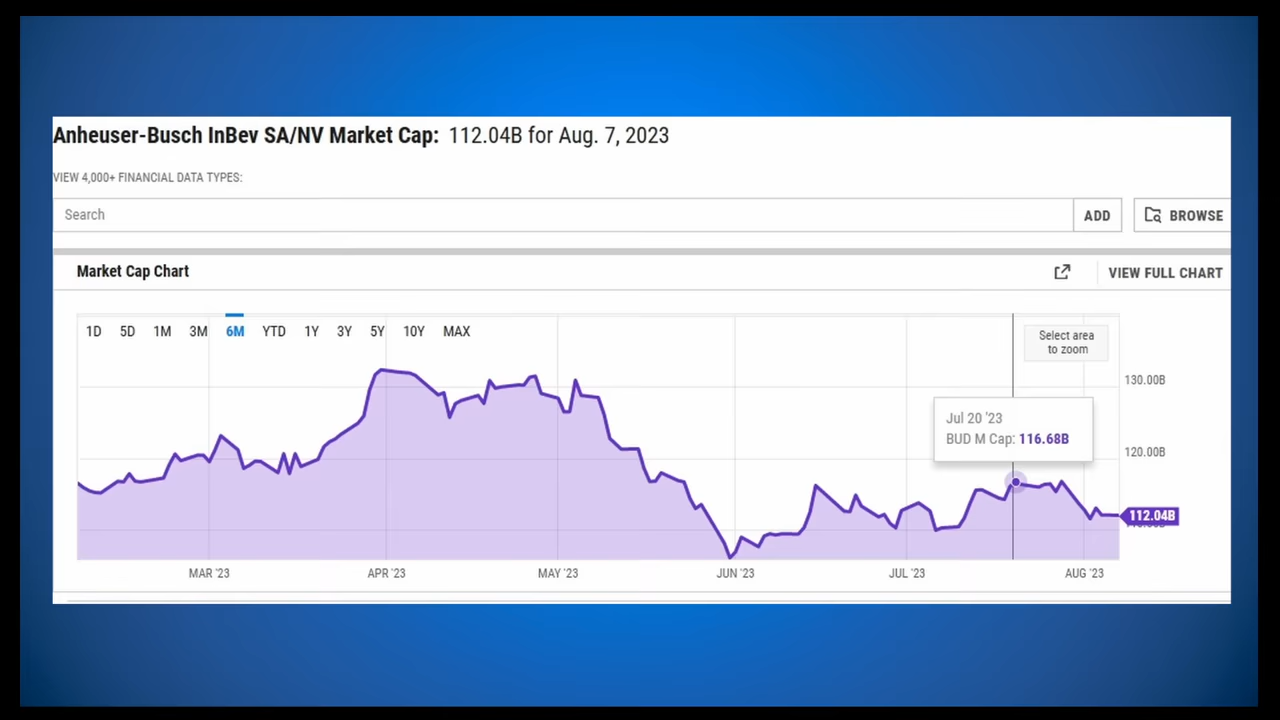 Anheuser-Busch InBev SA/NV Market Cap: 112.04B for Aug. 7, 2023
VIEW 4,000+ FINANCIAL DATA TYPES:
Search ADD BROWSE
Market Cap Chart VIEW FULL CHART
1D 5D 1M 3M 6M YTD 1Y 3Y 5Y 10Y MAX
Select area
to zoom
130.00B
Jul 20 '23
BUD M Cap: 116.68B
120.00B
112.04B
MAR '23 APR '23 MAY '23 JUN '23 JUL '23 AUG '23